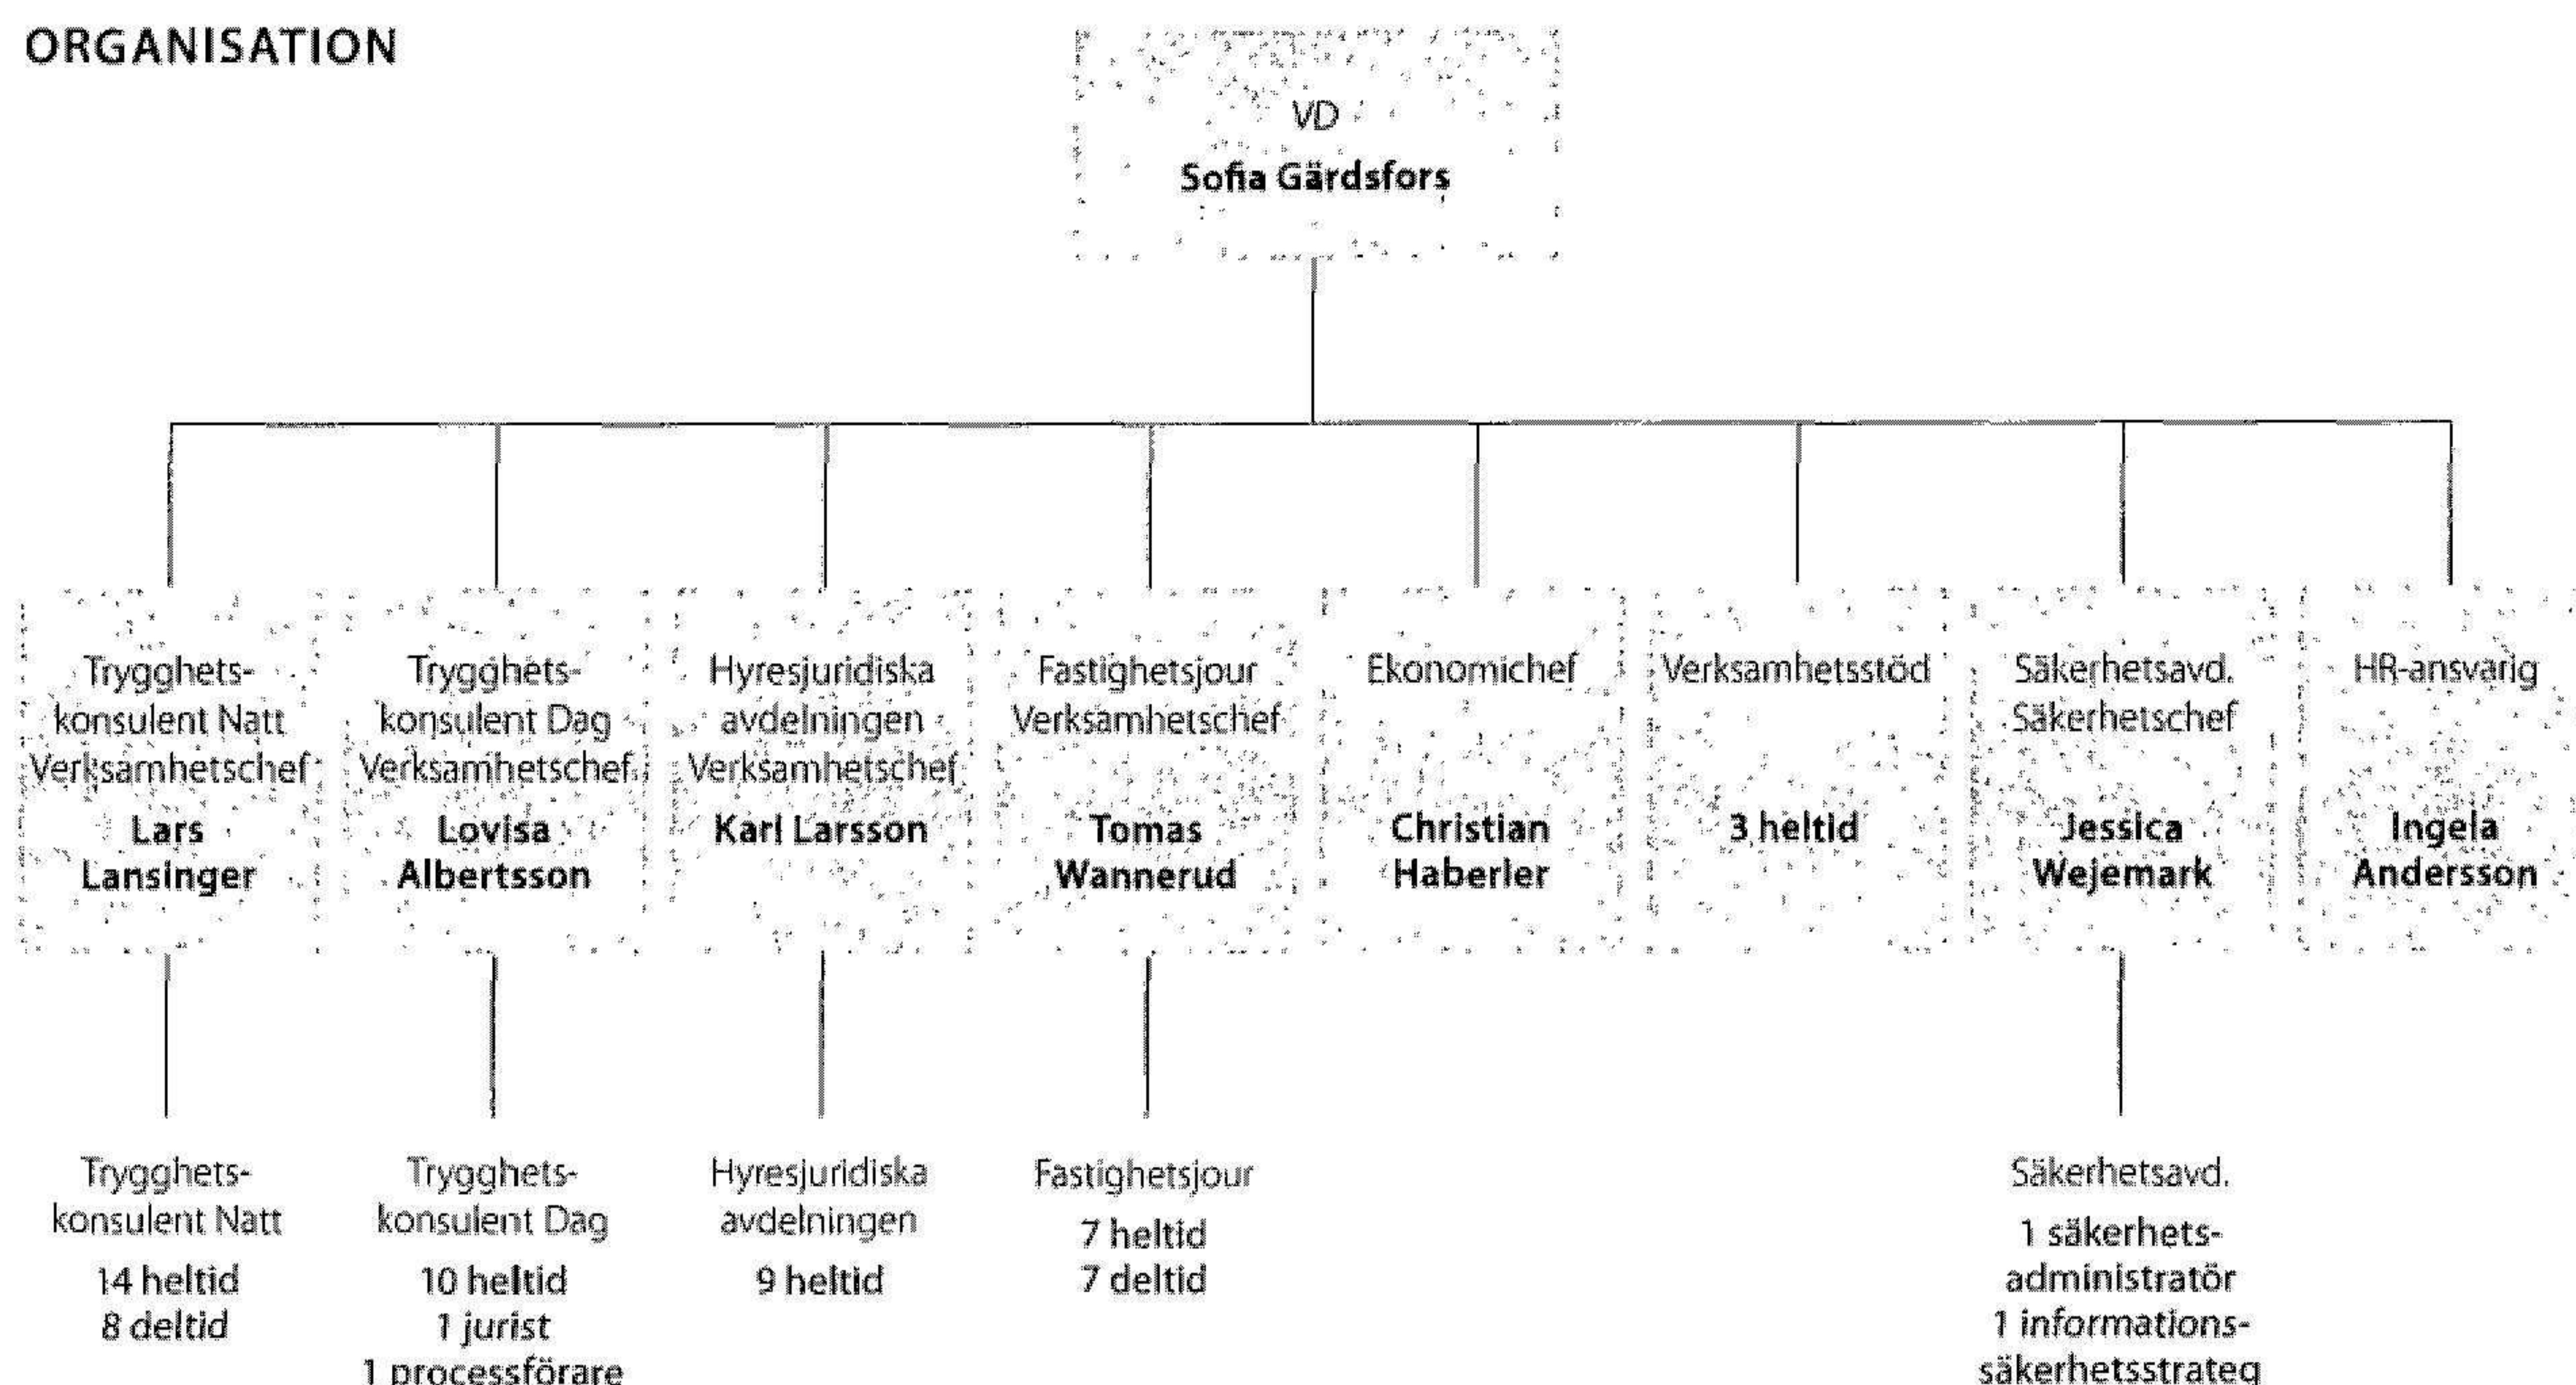 ORGANISATION
VD
Sofia Gärdsfors
Trygghets-
konsulent Natt
Verksamhetschef
Lars
Lansinger
Trygghets-
konsulent Dag
Verksamhetschef
Lovisa
Albertsson
Hyresjuridiska
avdelningen
Verksamhetschef
Karl Larsson
Fastighetsjour
Verksamhetschef
Tomas
Wannerud
Ekonomichef
Christian
Haberler
Verksamhetsstöd
3 heltid
Säkerhetsavd.
Säkerhetschef
Jessica
Wejemark
HR-ansvarig
Ingela
Andersson
Trygghets-
konsulent Natt
14 heltid
8 deltid
Trygghets-
konsulent Dag
10 heltid
1 jurist
1 processförare
Hyresjuridiska
avdelningen
9 heltid
Fastighetsjour
7 heltid
7 deltid
Säkerhetsavd.
1 säkerhets-
administratör
1 informations-
säkerhetsstrateg